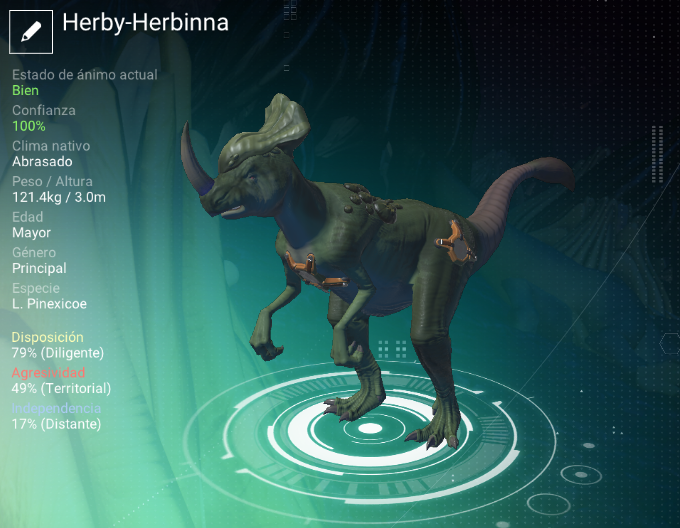 Herby-Herbinna
Estado de ánimo actual
Bien
Confianza
100%
Clima nativo
Abrasado
Peso / Altura
121.4kg / 3.0m
Edad
Mayor
Género
Principal
Especie
L. Pinexicoe
Disposición
79% (Diligente)
Agresividad
49% (Territorial)
Independencia
17% (Distante)